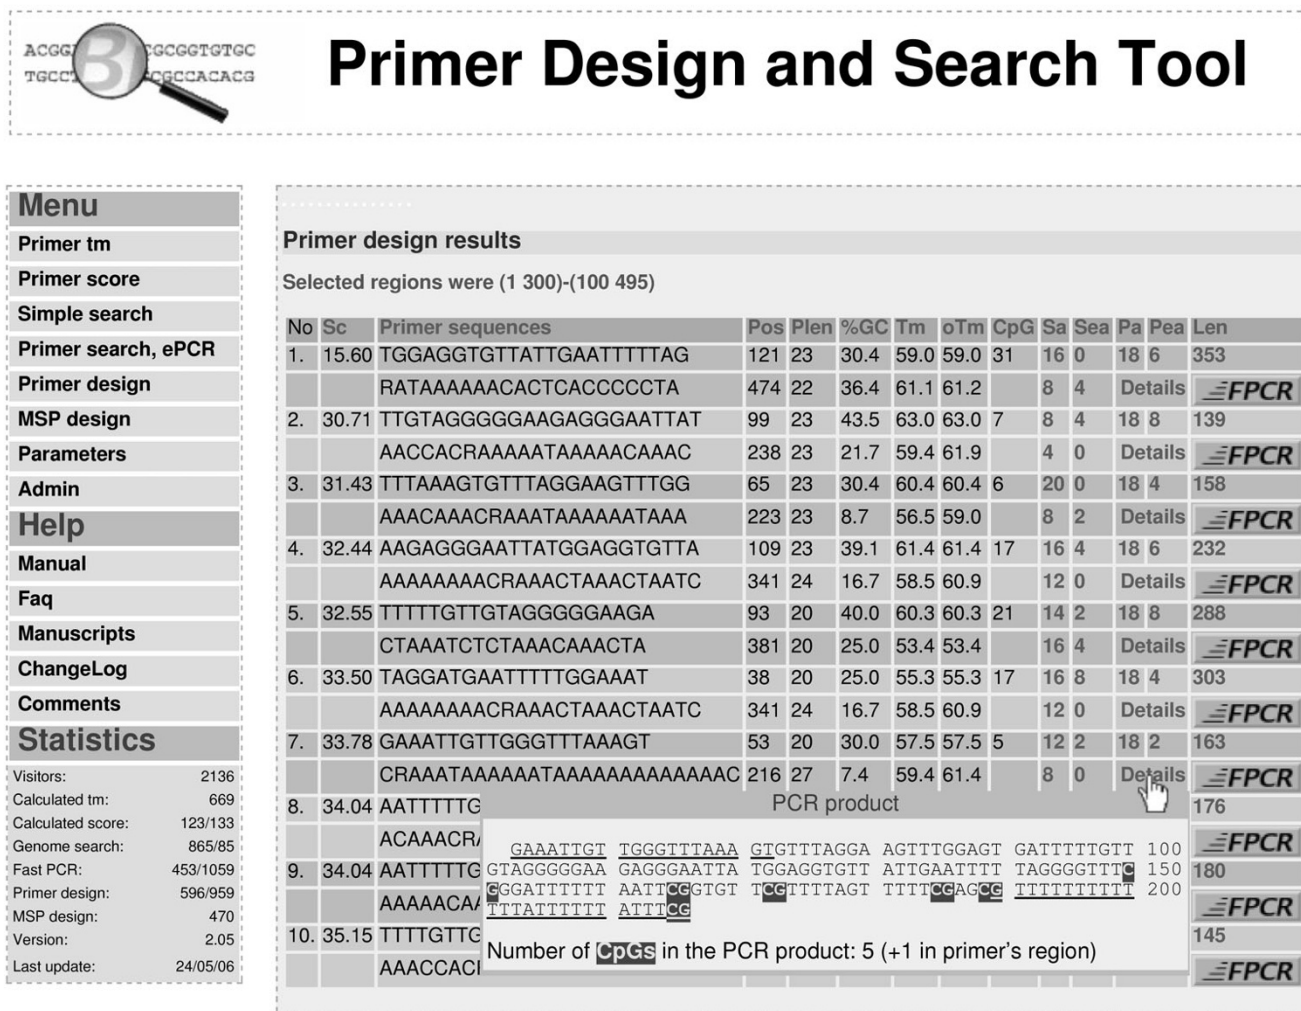 ACGG B GCGGTGTGC
TGCC CGCCACACG
Primer Design and Search Tool
Menu
Primer tm
Primer score
Simple search
Primer search, ePCR
Primer design
MSP design
Parameters
Admin
Help
Manual
Faq
Manuscripts
ChangeLog
Comments
Statistics
Visitors: 2136
Calculated tm: 669
Calculated score: 123/133
Genome search: 865/85
Fast PCR: 453/1059
Primer design: 596/959
MSP design: 470
Version: 2.05
Last update: 24/05/06
Primer design results
Selected regions were (1 300)-(100 495)
No Sc Primer sequences Pos Plen %GC Tm oTm CpG Sa Sea Pa Pea Len
1. 15.60 TGGAGGTGTTATTGAATTTTTAG 121 23 30.4 59.0 59.0 31 16 0 18 6 353
RATAAAAAACACTCACCCCCTA 474 22 36.4 61.1 61.2 8 4 Details FPCR
2. 30.71 TTGTAGGGGGAAGAGGGAATTAT 99 23 43.5 63.0 63.0 7 8 4 18 8 139
AACCACRAAAAATAAAAACAAAC 238 23 21.7 59.4 61.9 4 0 Details FPCR
3. 31.43 TTTAAAGTGTTTAGGAAGTTTGG 65 23 30.4 60.4 60.4 6 20 0 18 4 158
AAACAAACRAAATAAAAAATAAA 223 23 8.7 56.5 59.0 8 2 Details FPCR
4. 32.44 AAGAGGGAATTATGGAGGTGTTA 109 23 39.1 61.4 61.4 17 16 4 18 6 232
AAAAAAAACRAAACTAAACTAATC 341 24 16.7 58.5 60.9 12 0 Details FPCR
5. 32.55 TTTTTGTTGTAGGGGGAAGA 93 20 40.0 60.3 60.3 21 14 2 18 8 288
CTAAATCTCTAAACAAACTA 381 20 25.0 53.4 53.4 16 4 Details FPCR
6. 33.50 TAGGATGAATTTTTGGAAAT 38 20 25.0 55.3 55.3 17 16 8 18 4 303
AAAAAAAACRAAACTAAACTAATC 341 24 16.7 58.5 60.9 12 0 Details FPCR
7. 33.78 GAAATTGTTGGGTTTAAAGT 53 20 30.0 57.5 57.5 5 12 2 18 2 163
CRAAATAAAAAATAAAAAAAAAAAAAC 216 27 7.4 59.4 61.4 8 0 Details FPCR
8. 34.04 AATTTTTG 176
ACAAACR FPCR
9. 34.04 AATTTTTG 180
AAAAACA FPCR
10. 35.15 TTTTGTTG 145
AAACCAC FPCR
PCR product
GAAATTGT TGGGTTTAAA GTGTTTAGGA AGTTTGGAGT GATTTTTGTT 100
GTAGGGGGAA GAGGGAATTA TGGAGGTGTT ATTGAATTTT TAGGGGTTTC 150
GGGATTTTTT AATTCGGTGT TCGTTTTAGT TTTTCGAGCG TTTTTTTTTT 200
TTTATTTTTT ATTTCG
Number of CpGs in the PCR product: 5 (+1 in primer's region)